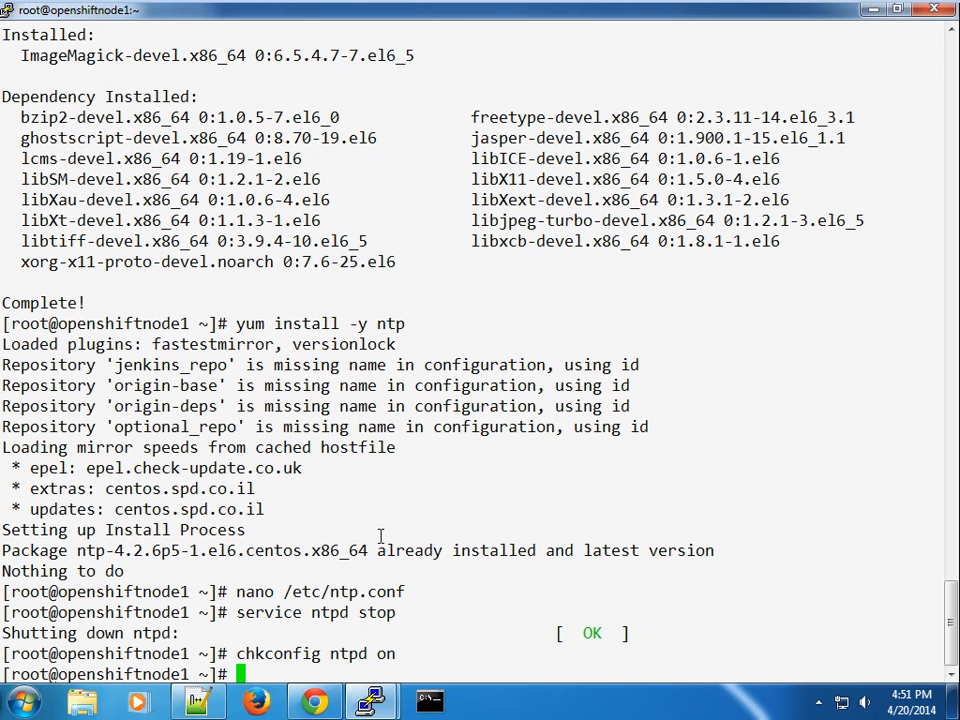 root@openshiftnode1:~
Installed:
  ImageMagick-devel.x86_64 0:6.5.4.7-7.el6_5
Dependency Installed:
  bzip2-devel.x86_64 0:1.0.5-7.el6_0              freetype-devel.x86_64 0:2.3.11-14.el6_3.1
  ghostscript-devel.x86_64 0:8.70-19.el6          jasper-devel.x86_64 0:1.900.1-15.el6_1.1
  lcms-devel.x86_64 0:1.19-1.el6                  libICE-devel.x86_64 0:1.0.6-1.el6
  libSM-devel.x86_64 0:1.2.1-2.el6                libX11-devel.x86_64 0:1.5.0-4.el6
  libXau-devel.x86_64 0:1.0.6-4.el6               libXext-devel.x86_64 0:1.3.1-2.el6
  libXt-devel.x86_64 0:1.1.3-1.el6                libjpeg-turbo-devel.x86_64 0:1.2.1-3.el6_5
  libtiff-devel.x86_64 0:3.9.4-10.el6_5           libxcb-devel.x86_64 0:1.8.1-1.el6
  xorg-x11-proto-devel.noarch 0:7.6-25.el6
Complete!
[root@openshiftnode1 ~]# yum install -y ntp
Loaded plugins: fastestmirror, versionlock
Repository 'jenkins_repo' is missing name in configuration, using id
Repository 'origin-base' is missing name in configuration, using id
Repository 'origin-deps' is missing name in configuration, using id
Repository 'optional_repo' is missing name in configuration, using id
Loading mirror speeds from cached hostfile
 * epel: epel.check-update.co.uk
 * extras: centos.spd.co.il
 * updates: centos.spd.co.il
Setting up Install Process
Package ntp-4.2.6p5-1.el6.centos.x86_64 already installed and latest version
Nothing to do
[root@openshiftnode1 ~]# nano /etc/ntp.conf
[root@openshiftnode1 ~]# service ntpd stop
Shutting down ntpd:                                        [  OK  ]
[root@openshiftnode1 ~]# chkconfig ntpd on
[root@openshiftnode1 ~]#
4:51 PM
4/20/2014